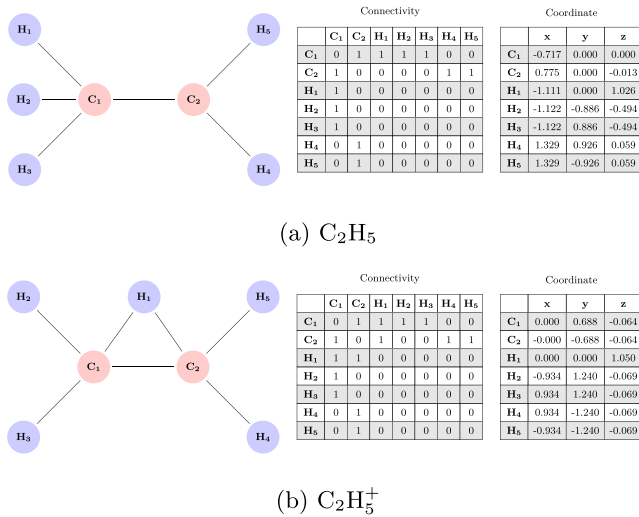 H₁
H₂
H₃
C₁
C₂
H₅
H₄
Connectivity
C₁ C₂ H₁ H₂ H₃ H₄ H₅
C₁ 0 1 1 1 1 0 0
C₂ 1 0 0 0 0 1 1
H₁ 1 0 0 0 0 0 0
H₂ 1 0 0 0 0 0 0
H₃ 1 0 0 0 0 0 0
H₄ 0 1 0 0 0 0 0
H₅ 0 1 0 0 0 0 0
Coordinate
x y z
C₁ -0.717 0.000 0.000
C₂ 0.775 0.000 -0.013
H₁ -1.111 0.000 1.026
H₂ -1.122 -0.886 -0.494
H₃ -1.122 0.886 -0.494
H₄ 1.329 0.926 0.059
H₅ 1.329 -0.926 0.059
(a) C₂H₅
H₂
H₁
H₅
C₁
C₂
H₃
H₄
Connectivity
C₁ C₂ H₁ H₂ H₃ H₄ H₅
C₁ 0 1 1 1 1 0 0
C₂ 1 0 1 0 0 1 1
H₁ 1 1 0 0 0 0 0
H₂ 1 0 0 0 0 0 0
H₃ 1 0 0 0 0 0 0
H₄ 0 1 0 0 0 0 0
H₅ 0 1 0 0 0 0 0
Coordinate
x y z
C₁ 0.000 0.688 -0.064
C₂ -0.000 -0.688 -0.064
H₁ 0.000 0.000 1.050
H₂ -0.934 1.240 -0.069
H₃ 0.934 1.240 -0.069
H₄ 0.934 -1.240 -0.069
H₅ -0.934 -1.240 -0.069
(b) C₂H₅⁺